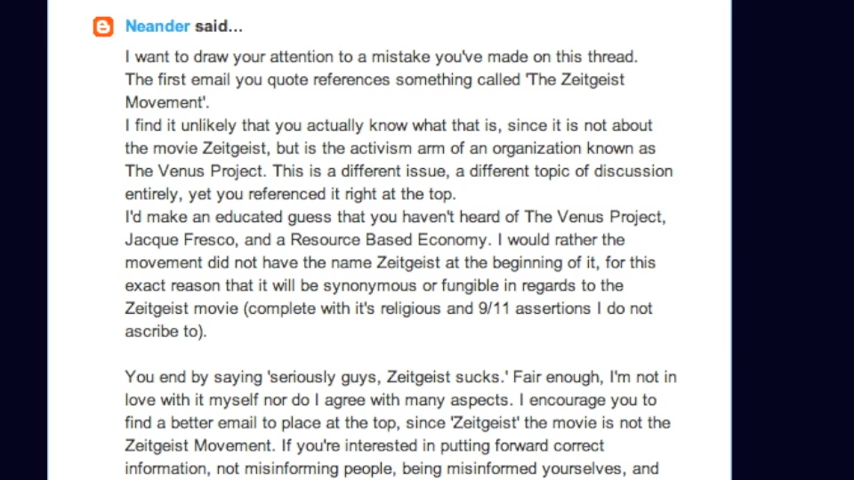 Neander said...
I want to draw your attention to a mistake you've made on this thread.
The first email you quote references something called 'The Zeitgeist
Movement'.
I find it unlikely that you actually know what that is, since it is not about
the movie Zeitgeist, but is the activism arm of an organization known as
The Venus Project. This is a different issue, a different topic of discussion
entirely, yet you referenced it right at the top.
I'd make an educated guess that you haven't heard of The Venus Project,
Jacque Fresco, and a Resource Based Economy. I would rather the
movement did not have the name Zeitgeist at the beginning of it, for this
exact reason that it will be synonymous or fungible in regards to the
Zeitgeist movie (complete with it's religious and 9/11 assertions I do not
ascribe to).
You end by saying 'seriously guys, Zeitgeist sucks.' Fair enough, I'm not in
love with it myself nor do I agree with many aspects. I encourage you to
find a better email to place at the top, since 'Zeitgeist' the movie is not the
Zeitgeist Movement. If you're interested in putting forward correct
information, not misinforming people, being misinformed yourselves, and